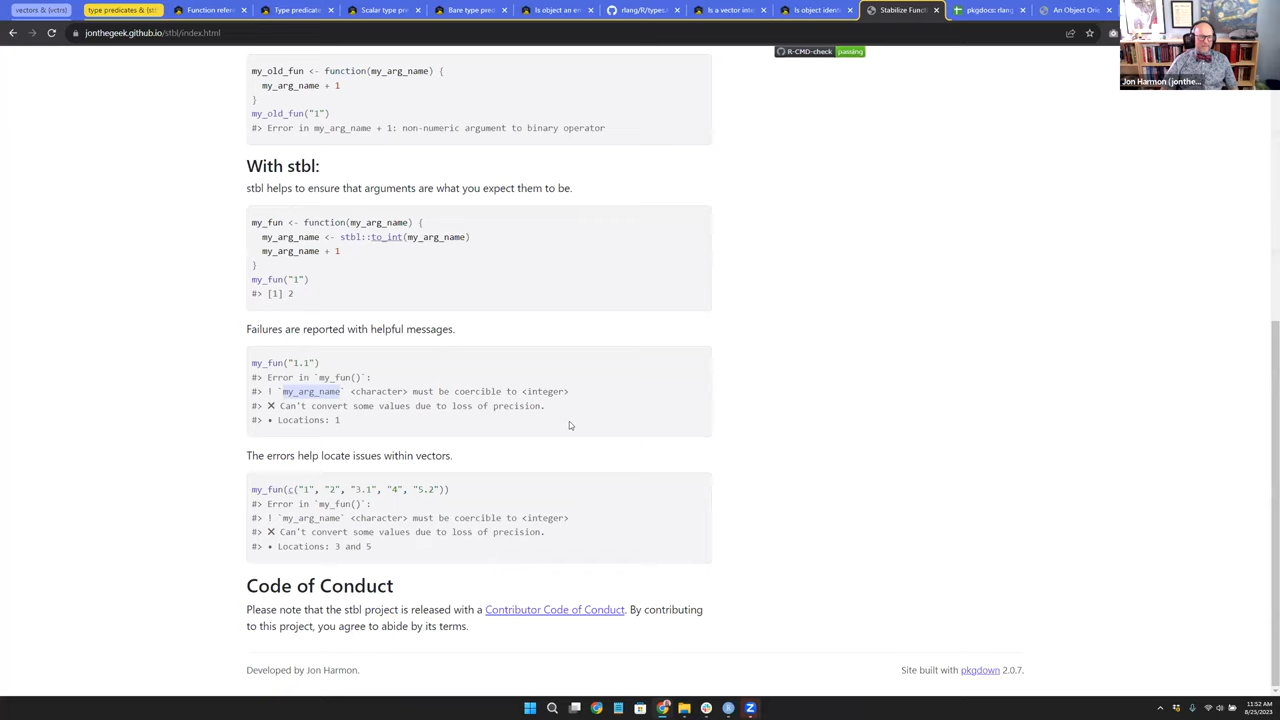 vectors & {vctrs}
type predicates & {stb
Function refere
Type predicate
Scalar type pre
Bare type pred
Is object an en
rlang/R/types.
Is a vector inte
Is object identi
Stabilize Functi
pkgdocs: rlang
An Object Orie
jonthegeek.github.io/stbl/index.html
R-CMD-check passing
Jon Harmon (jonthe...
my_old_fun <- function(my_arg_name) {
  my_arg_name + 1
}
my_old_fun("1")
#> Error in my_arg_name + 1: non-numeric argument to binary operator
With stbl:
stbl helps to ensure that arguments are what you expect them to be.
my_fun <- function(my_arg_name) {
  my_arg_name <- stbl::to_int(my_arg_name)
  my_arg_name + 1
}
my_fun("1")
#> [1] 2
Failures are reported with helpful messages.
my_fun("1.1")
#> Error in `my_fun()`:
#> ! `my_arg_name` <character> must be coercible to <integer>
#> ✖ Can't convert some values due to loss of precision.
#> • Locations: 1
The errors help locate issues within vectors.
my_fun(c("1", "2", "3.1", "4", "5.2"))
#> Error in `my_fun()`:
#> ! `my_arg_name` <character> must be coercible to <integer>
#> ✖ Can't convert some values due to loss of precision.
#> • Locations: 3 and 5
Code of Conduct
Please note that the stbl project is released with a Contributor Code of Conduct. By contributing
to this project, you agree to abide by its terms.
Developed by Jon Harmon.
Site built with pkgdown 2.0.7.
11:52 AM
8/25/2023